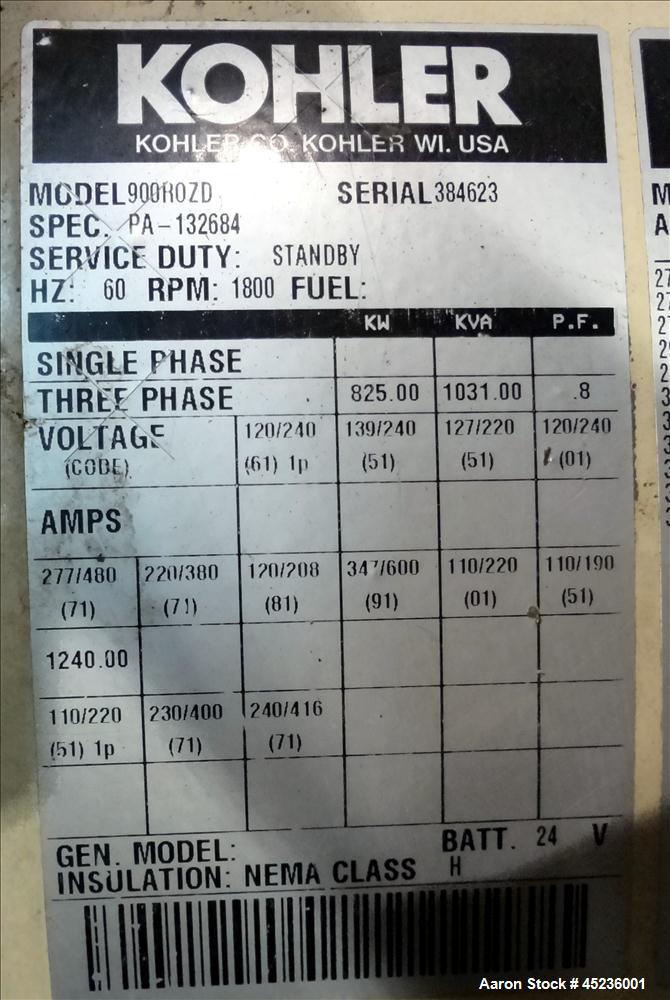 KOHLER
KOHLER CO. KOHLER WI. USA
MODEL 900ROZD SERIAL 384623
SPEC. PA-132684
SERVICE DUTY: STANDBY
HZ: 60 RPM: 1800 FUEL:
KW KVA P.F.
SINGLE PHASE
THREE PHASE 825.00 1031.00 .8
VOLTAGE 120/240 139/240 127/220 120/240
(CODE) (61) 1p (51) (51) (01)
AMPS
277/480 220/380 120/208 347/600 110/220 110/190
(71) (71) (81) (91) (01) (51)
1240.00
110/220 230/400 240/416
(51) 1p (71) (71)
GEN. MODEL: BATT. 24 V
INSULATION: NEMA CLASS H
Aaron Stock # 45236001